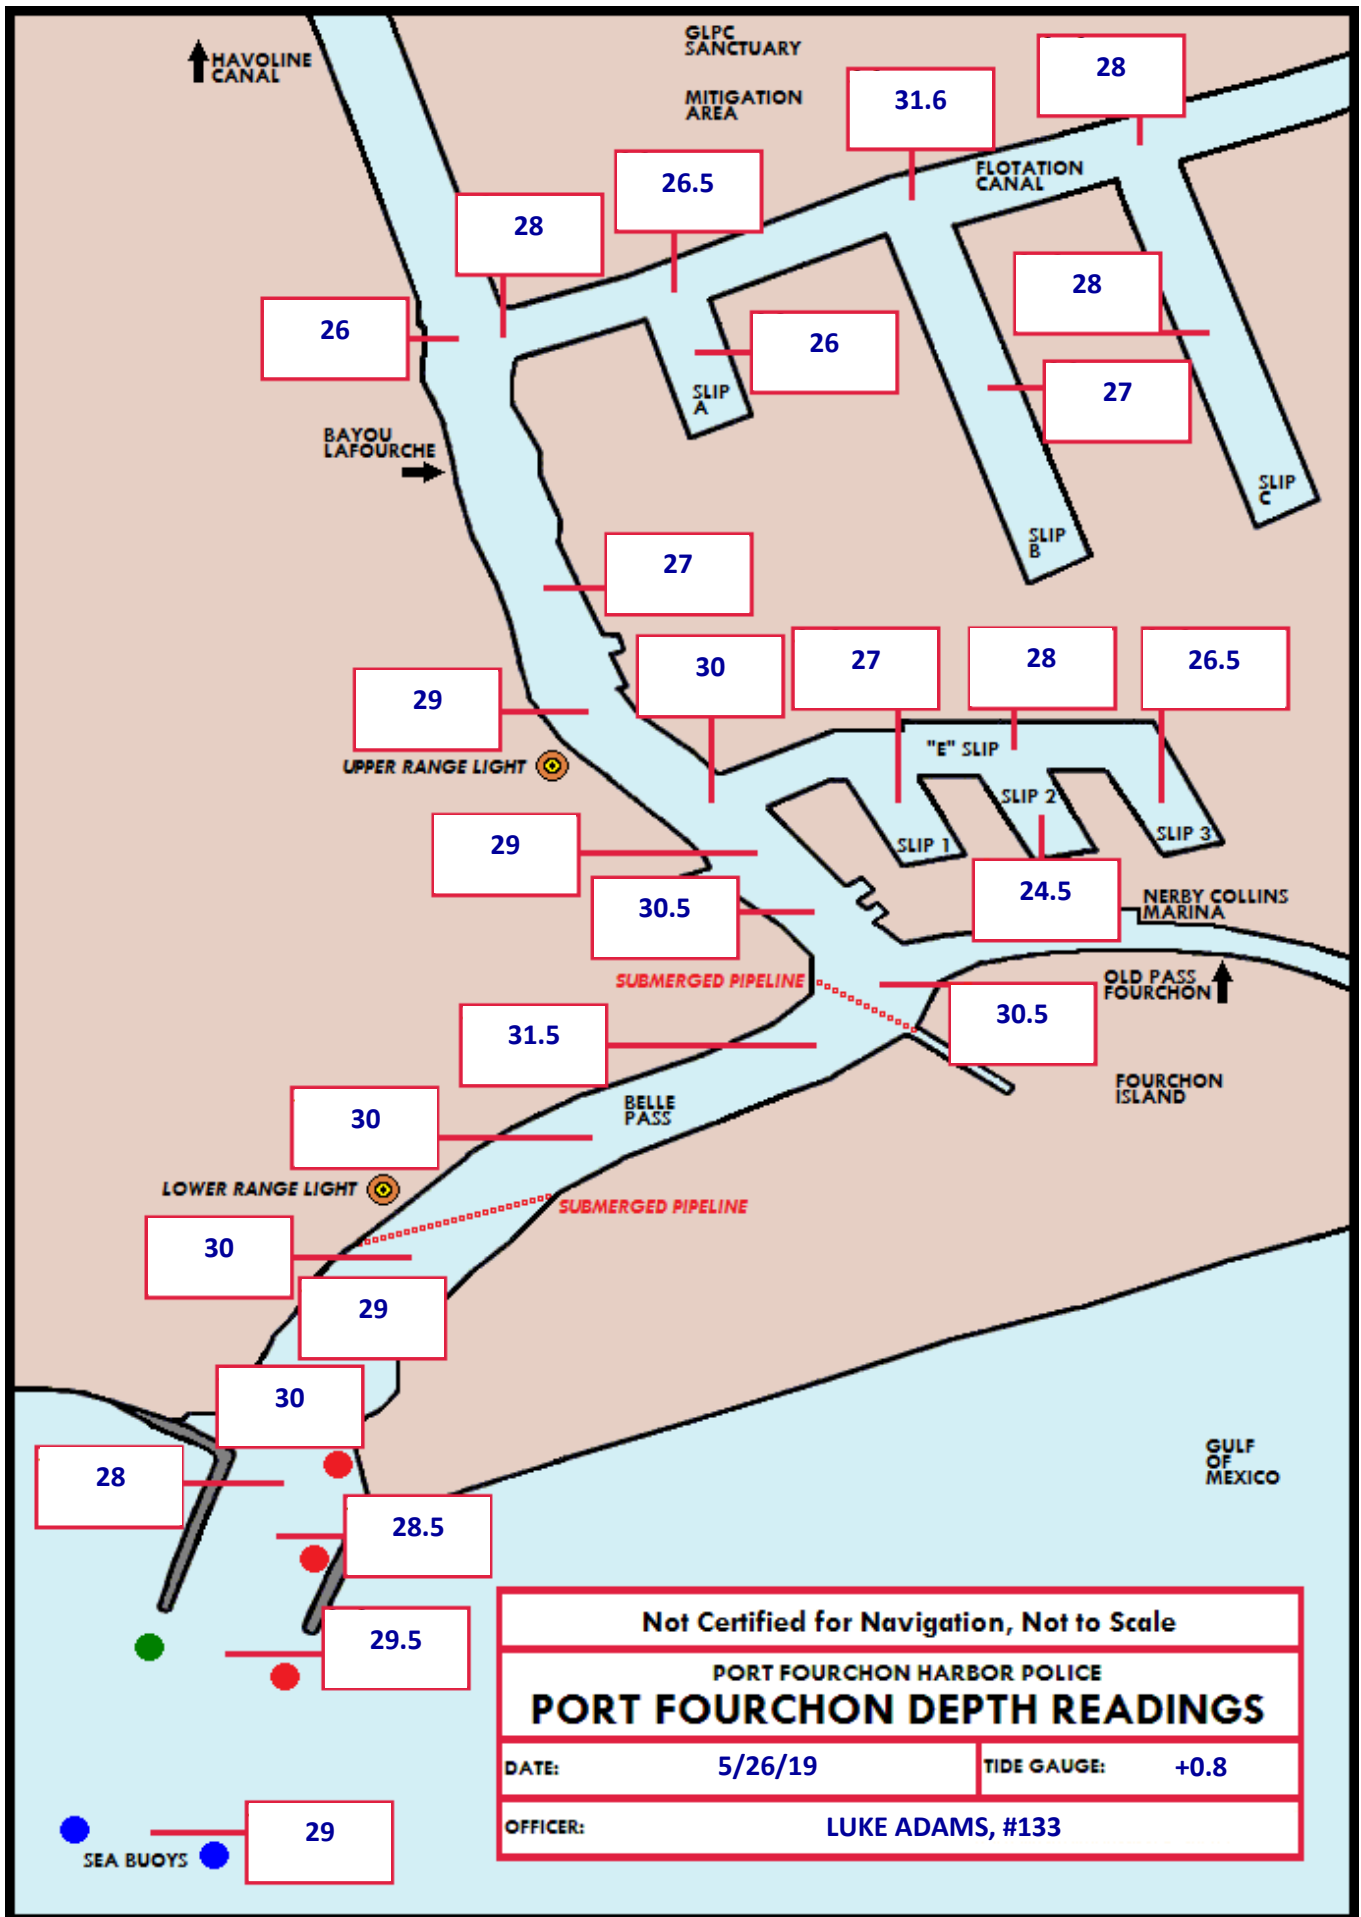 GLPC
SANCTUARY
HAVOLINE
CANAL
28
MITIGATION
AREA
31.6
FLOTATION
CANAL
26.5
28
28
26
26
27
SLIP
A
BAYOU
LAFOURCHE
SLIP
C
SLIP
B
27
30
27
28
26.5
29
"E" SLIP
UPPER RANGE LIGHT
SLIP 2
SLIP 1
SLIP 3
29
24.5
NERBY COLLINS
MARINA
30.5
SUBMERGED PIPELINE
OLD PASS
FOURCHON
30.5
31.5
FOURCHON
ISLAND
BELLE
PASS
30
LOWER RANGE LIGHT
SUBMERGED PIPELINE
30
29
30
GULF
OF
MEXICO
28
28.5
29.5
Not Certified for Navigation, Not to Scale
PORT FOURCHON HARBOR POLICE
PORT FOURCHON DEPTH READINGS
DATE: 5/26/19 TIDE GAUGE: +0.8
OFFICER: LUKE ADAMS, #133
29
SEA BUOYS